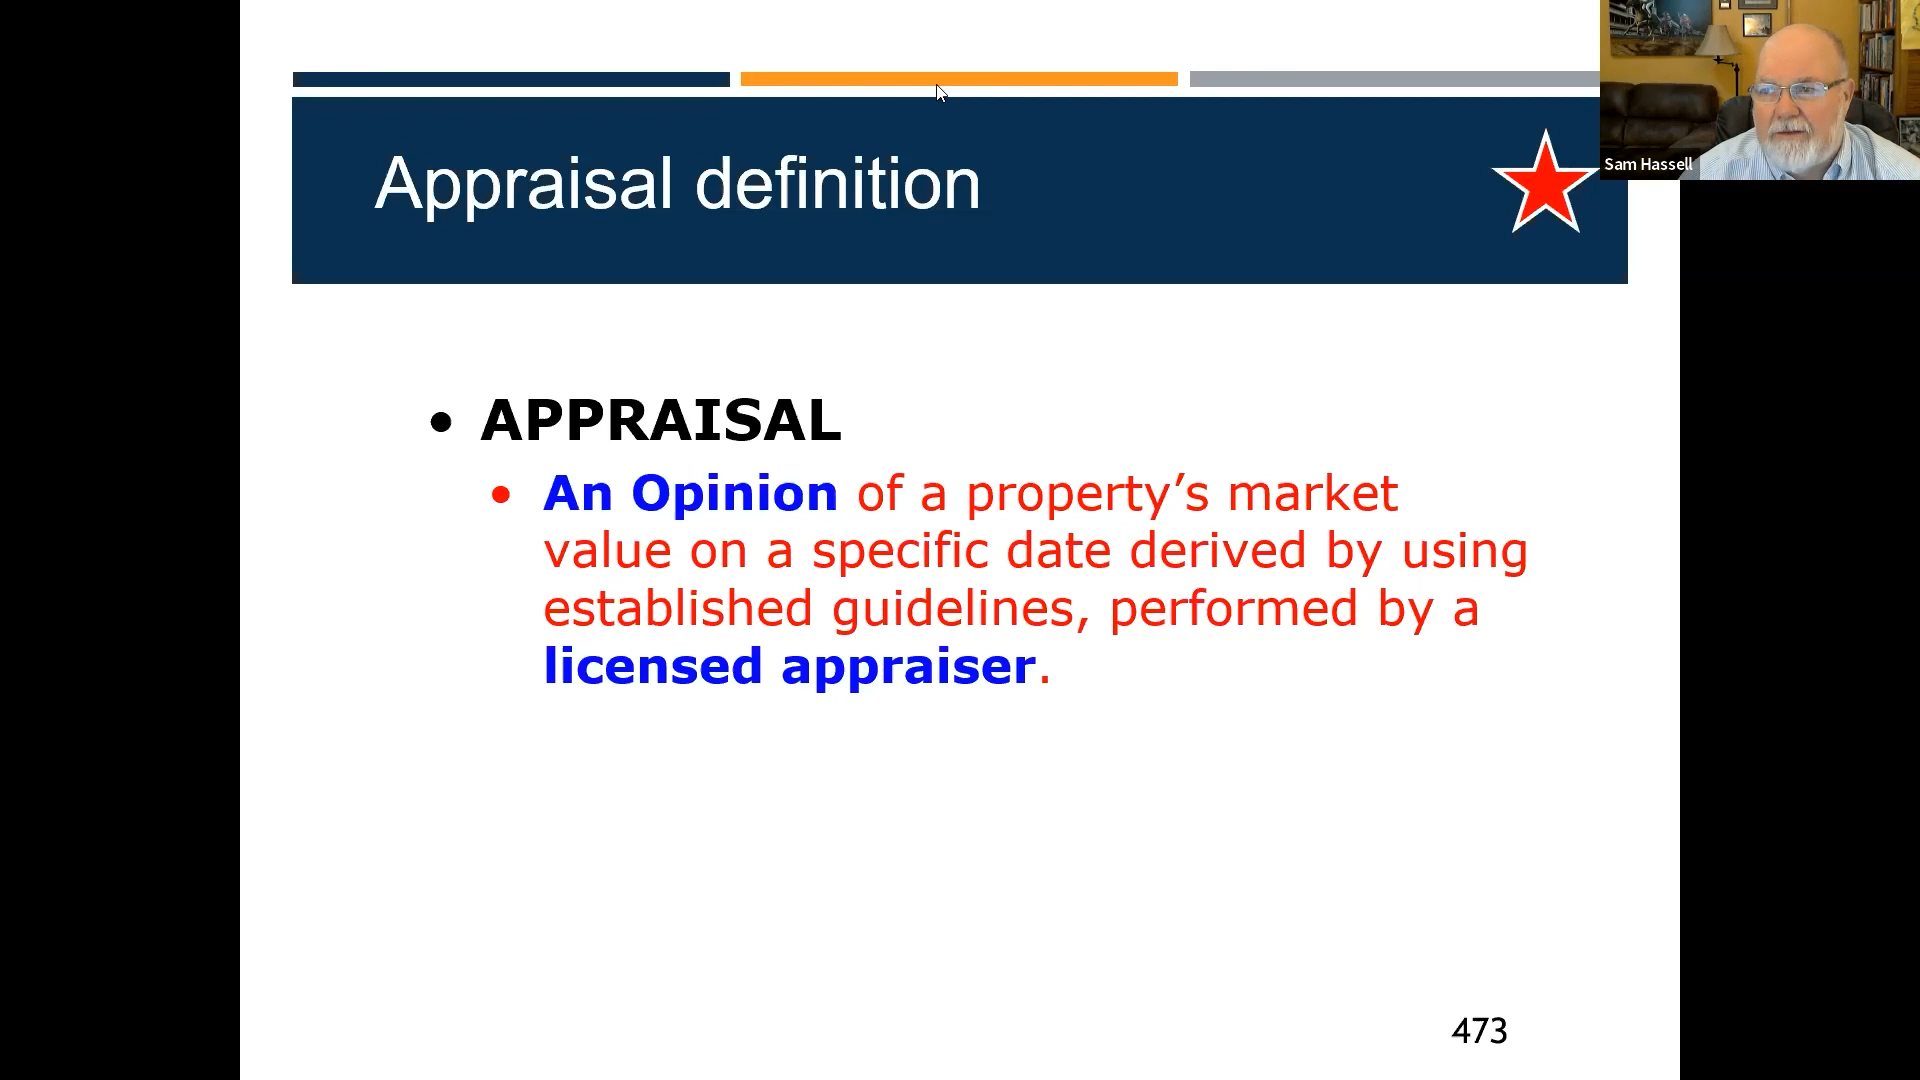 Appraisal definition
Sam Hassell
• APPRAISAL
• An Opinion of a property’s market
value on a specific date derived by using
established guidelines, performed by a
licensed appraiser.
473